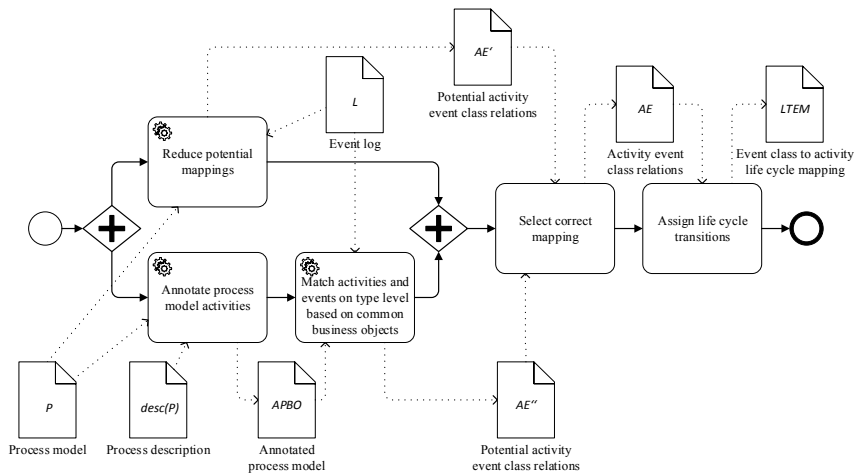 AE′
Potential activity
event class relations
L
Event log
AE
Activity event
class relations
LTEM
Event class to activity
life cycle mapping
Reduce potential
mappings
Select correct
mapping
Assign life cycle
transitions
Annotate process
model activities
Match activities and
events on type level
based on common
business objects
P
Process model
desc(P)
Process description
APBO
Annotated
process model
AE′′
Potential activity
event class relations